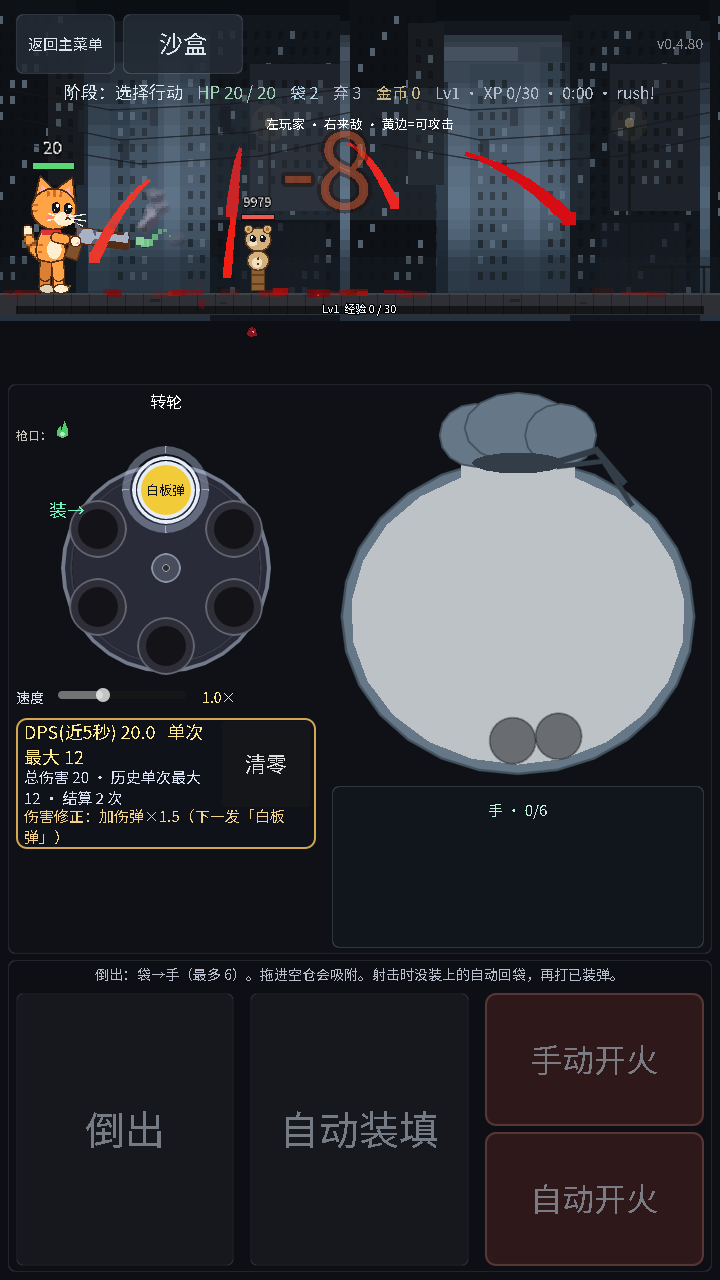 返回主菜单
沙盒
v0.4.80
阶段：选择行动 HP 20 / 20 袋 2 弃 3 金币 0 Lv1 · XP 0/30 · 0:00 · rush!
左玩家 · 右来敌 · 黄边=可攻击
20
-8
9979
Lv1 经验 0 / 30
转轮
枪口：
白板弹
装→
速度
1.0×
DPS(近5秒) 20.0 单次
最大 12
总伤害 20 · 历史单次最大
12 · 结算 2 次
伤害修正：加伤弹×1.5（下一发「白板
弹」）
清零
手 · 0/6
倒出：袋→手（最多 6）。拖进空仓会吸附。射击时没装上的自动回袋，再打已装弹。
倒出
自动装填
手动开火
自动开火